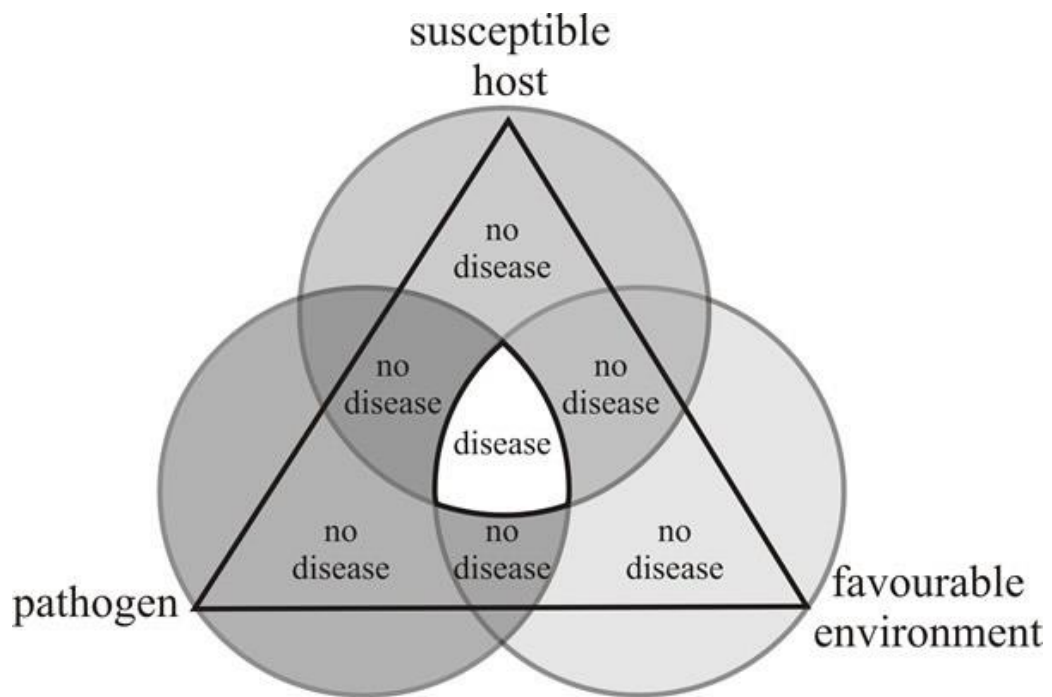 susceptible
host
no
disease
no
disease
no
disease
disease
no
disease
no
disease
no
disease
pathogen
favourable
environment